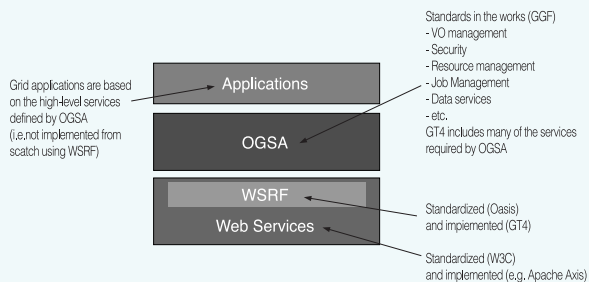 Standards in the works (GGF)
- VO management
- Security
- Resource management
- Job Management
- Data services
- etc.
GT4 includes many of the services
required by OGSA
Grid applications are based
on the high-level services
defined by OGSA
(i.e.not implemented from
scatch using WSRF)
Applications
OGSA
WSRF
Web Services
Standardized (Oasis)
and impiemented (GT4)
Standardized (W3C)
and implemented (e.g. Apache Axis)